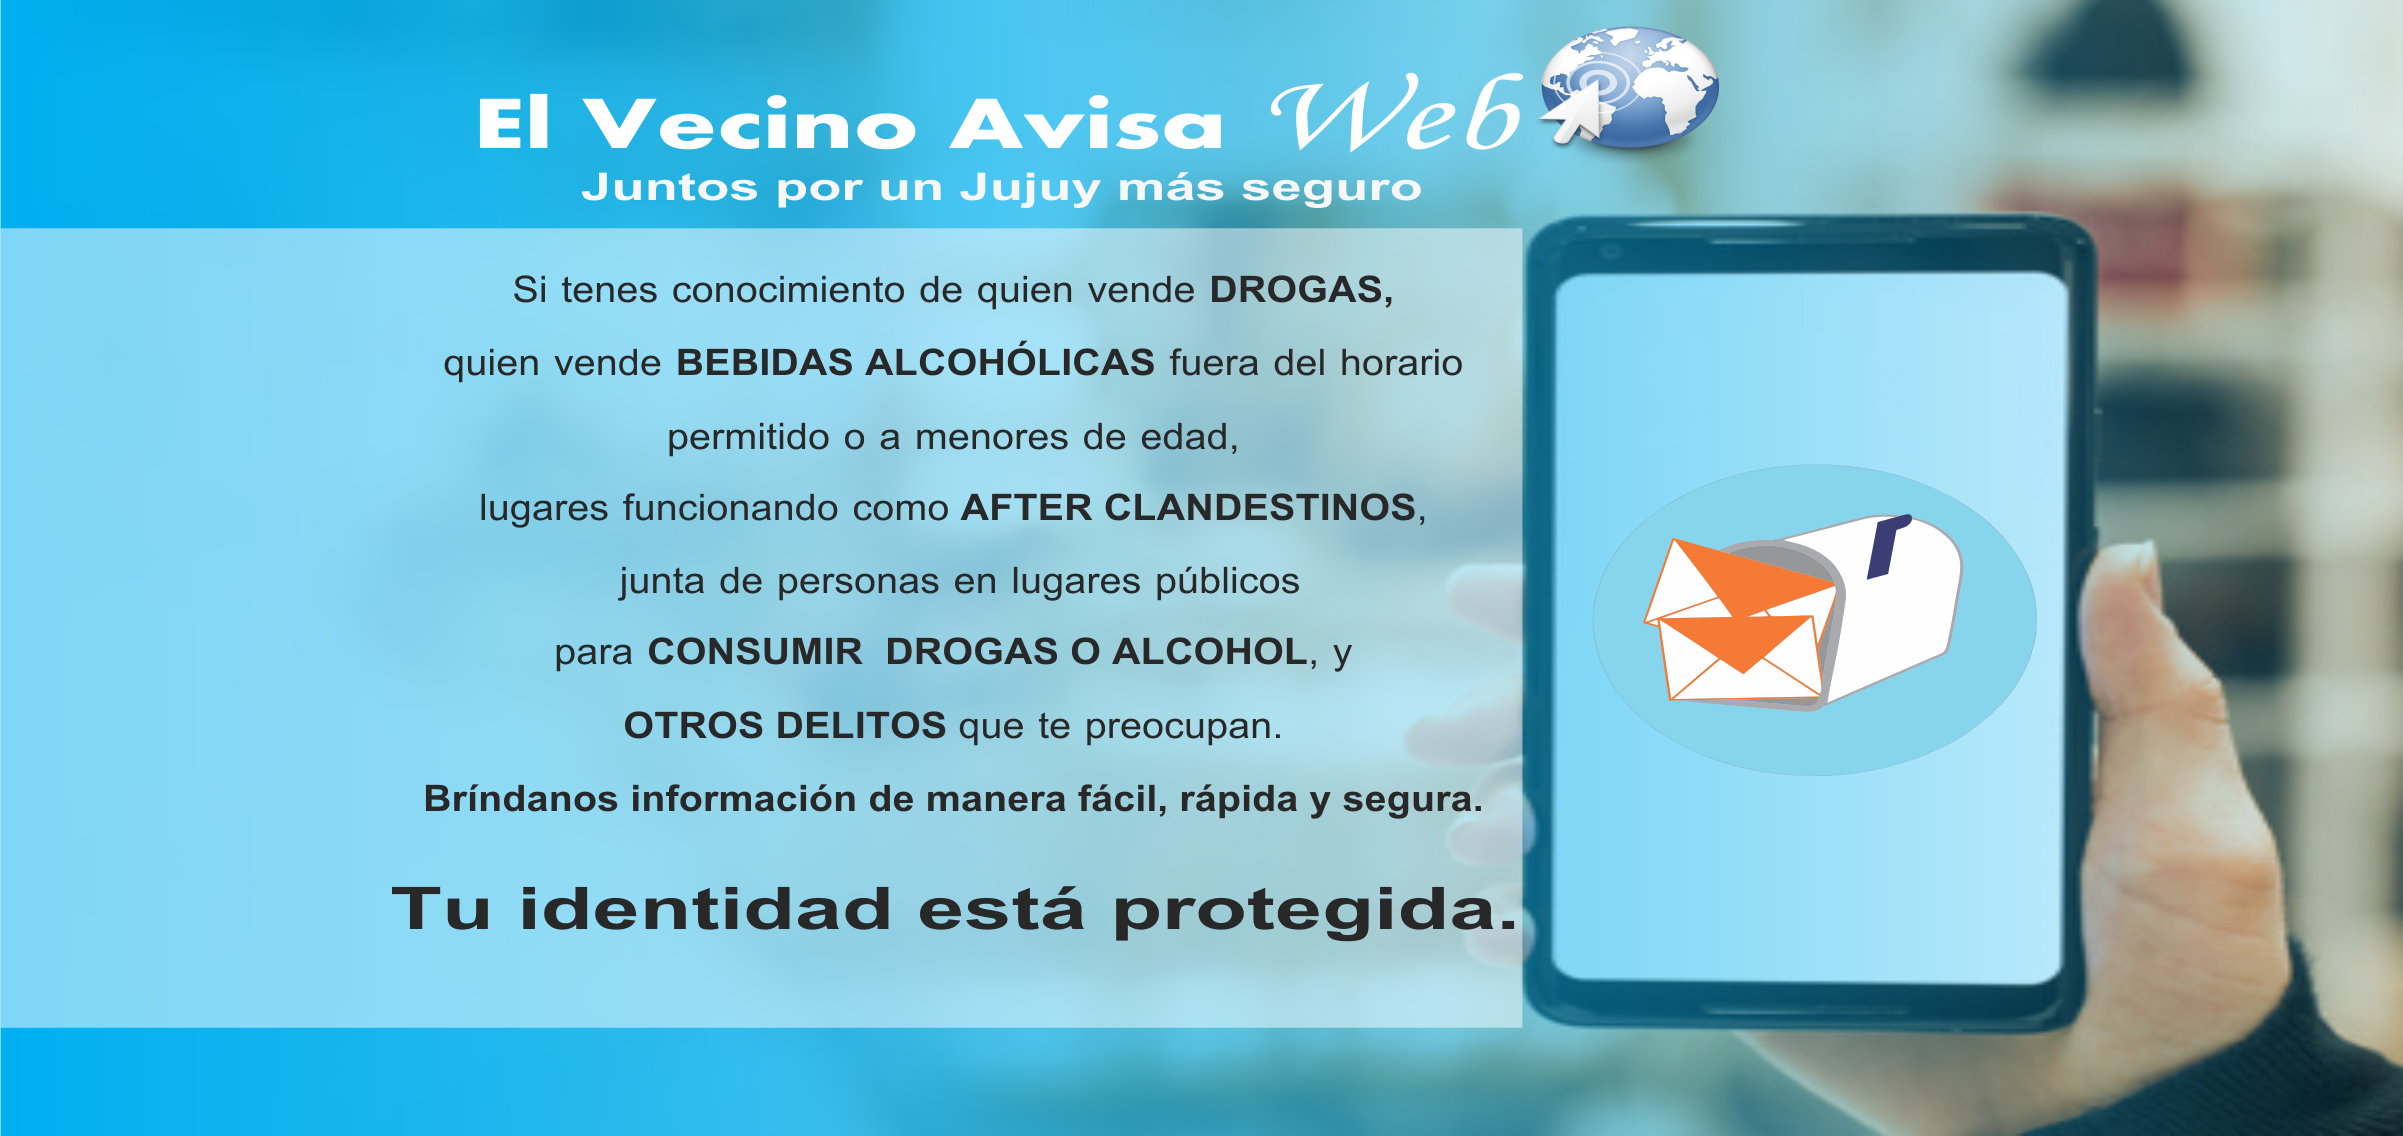 El Vecino Avisa Web
Juntos por un Jujuy más seguro
Si tenes conocimiento de quien vende DROGAS,
quien vende BEBIDAS ALCOHÓLICAS fuera del horario
permitido o a menores de edad,
lugares funcionando como AFTER CLANDESTINOS,
junta de personas en lugares públicos
para CONSUMIR DROGAS O ALCOHOL, y
OTROS DELITOS que te preocupan.
Bríndanos información de manera fácil, rápida y segura.
Tu identidad está protegida.